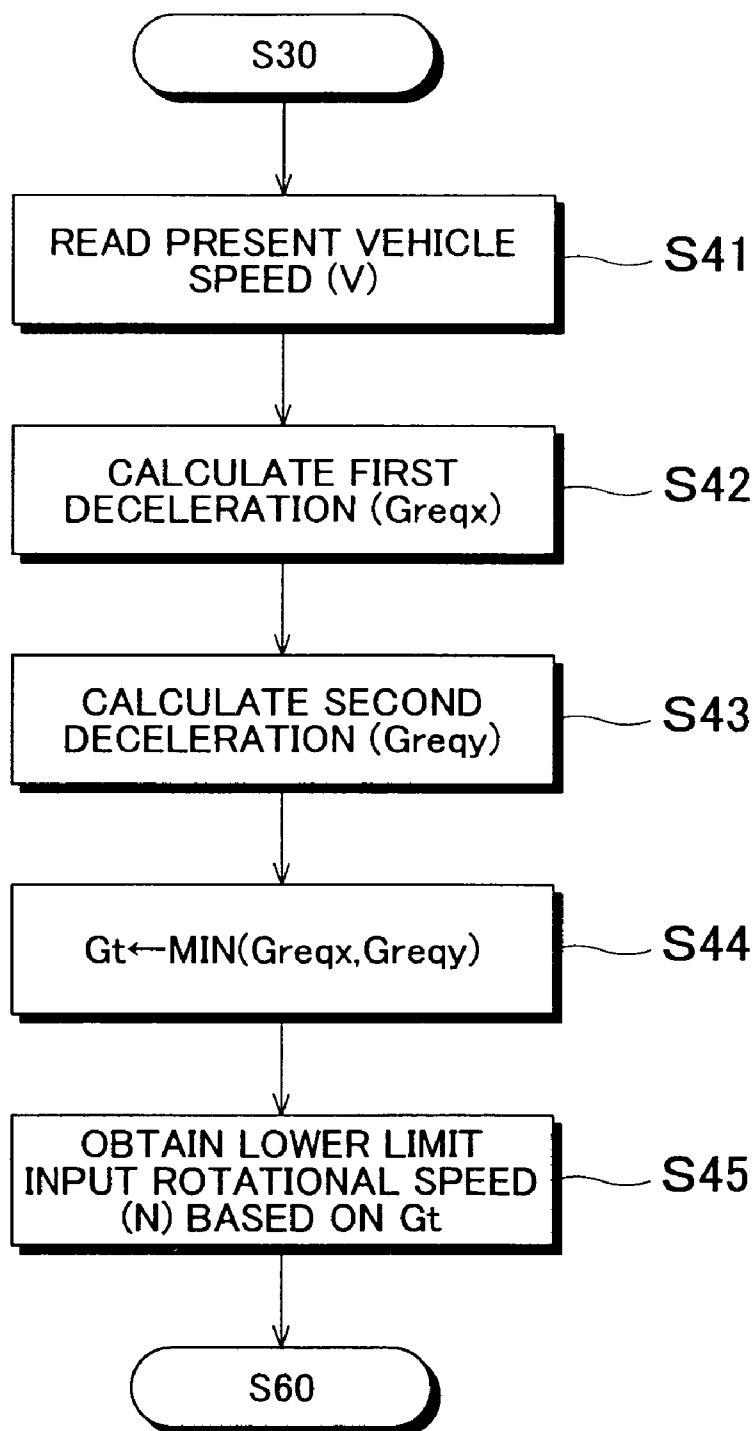 S30
READ PRESENT VEHICLE
SPEED (V)
S41
CALCULATE FIRST
DECELERATION (Greqx)
S42
CALCULATE SECOND
DECELERATION (Greqy)
S43
Gt←MIN(Greqx,Greqy)
S44
OBTAIN LOWER LIMIT
INPUT ROTATIONAL SPEED
(N) BASED ON Gt
S45
S60